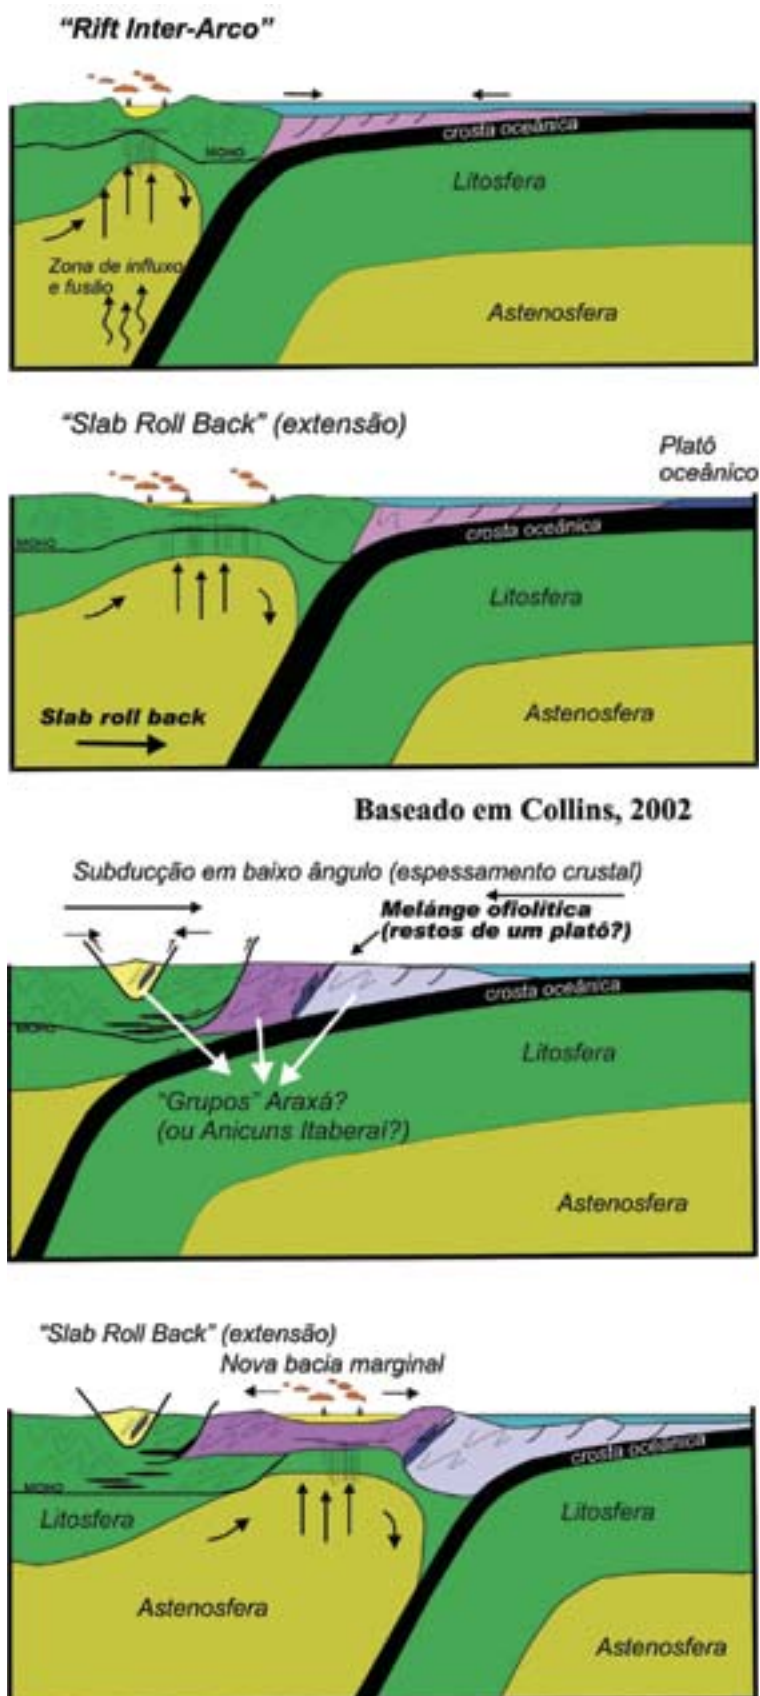 “Rift Inter-Arco”
MOHO
crosta oceânica
Litosfera
Zona de influxo
e fusão
Astenosfera
“Slab Roll Back” (extensão)
Platô
oceânico
MOHO
crosta oceânica
Litosfera
Slab roll back
Astenosfera
Baseado em Collins, 2002
Subducção em baixo ângulo (espessamento crustal)
Melánge ofiolítica
(restos de um platô?)
crosta oceânica
MOHO
Litosfera
“Grupos” Araxá?
(ou Anicuns Itaberaí?)
Astenosfera
“Slab Roll Back” (extensão)
Nova bacia marginal
crosta oceânica
MOHO
Litosfera
Litosfera
Astenosfera
Astenosfera